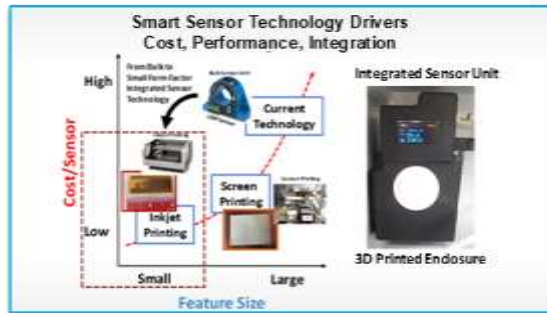 Smart Sensor Technology Drivers
Cost, Performance, Integration
High
From Bulk to
Small Form Factor
Integrated Sensor
Technology
Current
Technology
Integrated Sensor Unit
Cost/Sensor
Screen
Printing
Inkjet
Printing
Low
3D Printed Enclosure
Small
Large
Feature Size